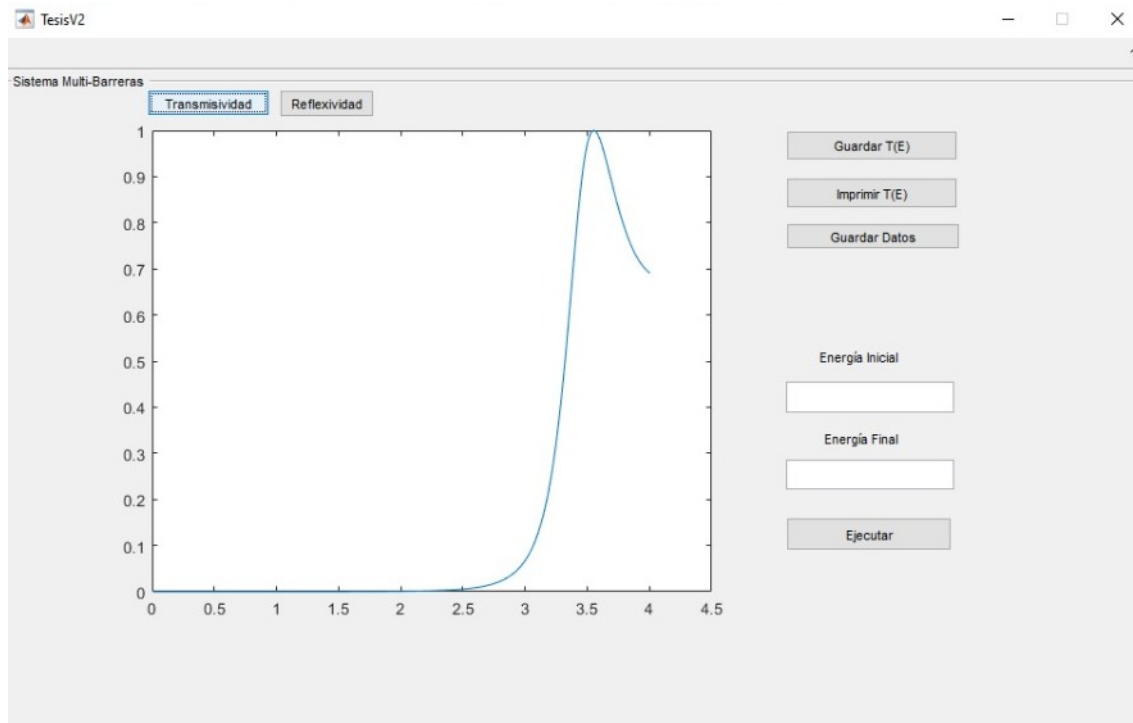 TesisV2
Sistema Multi-Barreras
Transmisividad Reflexividad
1
0.9
0.8
0.7
0.6
0.5
0.4
0.3
0.2
0.1
0
0 0.5 1 1.5 2 2.5 3 3.5 4 4.5
Guardar T(E)
Imprimir T(E)
Guardar Datos
Energía Inicial
Energía Final
Ejecutar